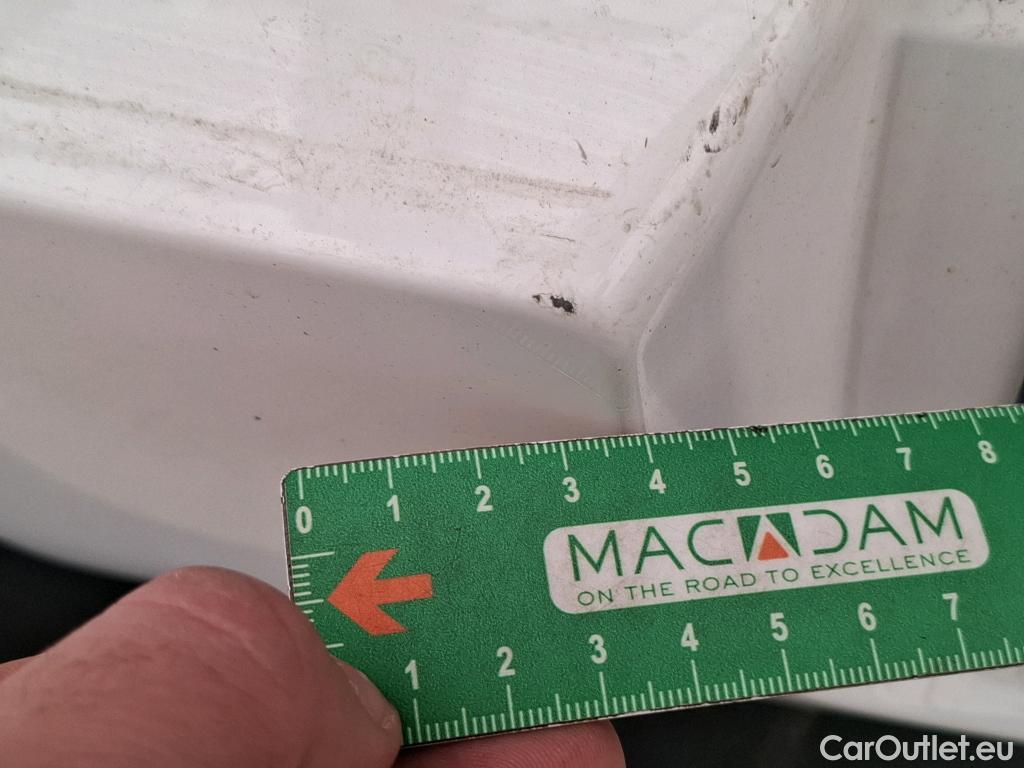 0 1 2 3 4 5 6 7 8
MACADAM
ON THE ROAD TO EXCELLENCE
1 2 3 4 5 6 7
CarOutlet.eu